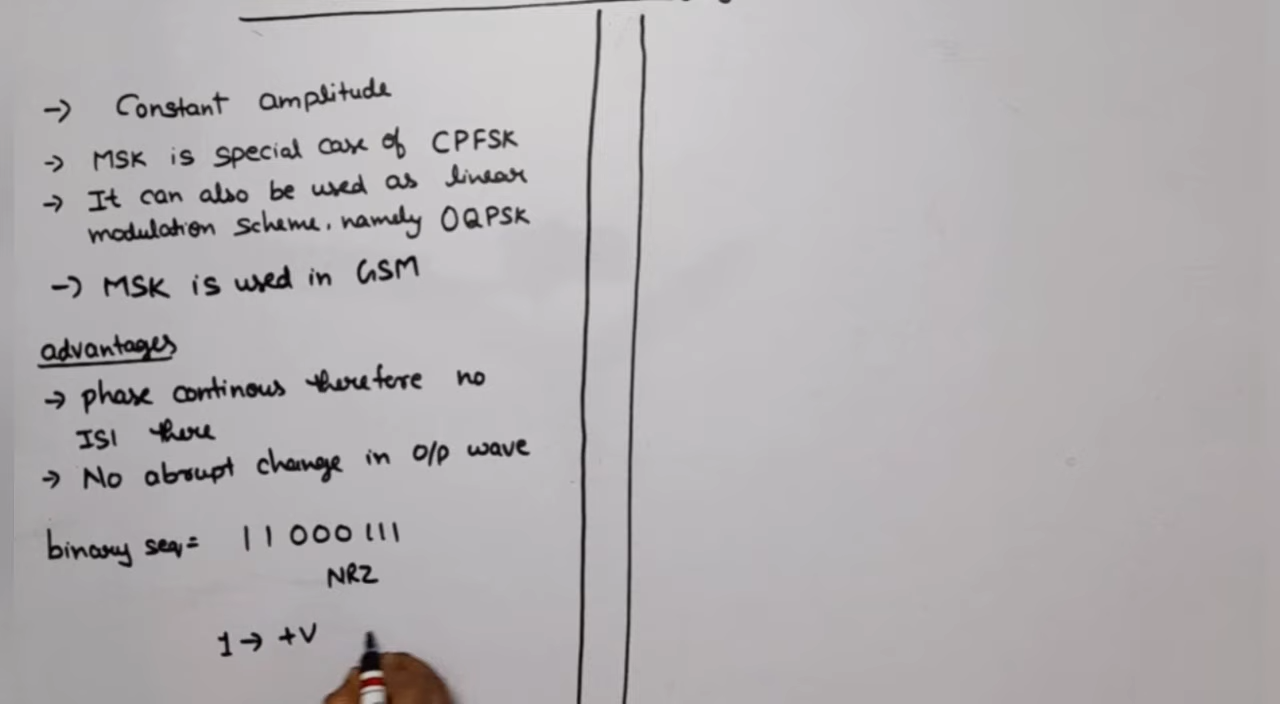 → Constant amplitude
→ MSK is special case of CPFSK
→ It can also be used as linear
modulation scheme, namely OQPSK
→ MSK is used in GSM
advantages
→ phase continous therefore no
ISI there
→ No abrupt change in o/p wave
binary seq = 11000111
NRZ
1 → +V